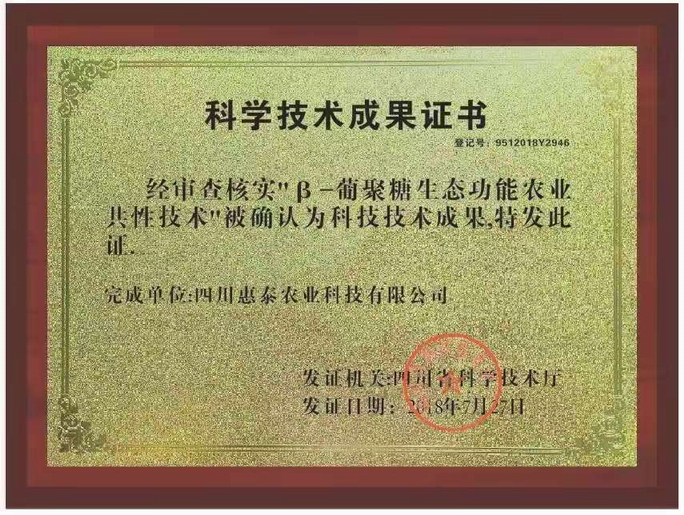 科学技术成果证书
登记号：9512018Y2946
经审查核实"β-葡聚糖生态功能农业
共性技术"被确认为科技技术成果,特发此
证.
完成单位:四川惠泰农业科技有限公司
发证机关:四川省科学技术厅
发证日期：2018年7月27日